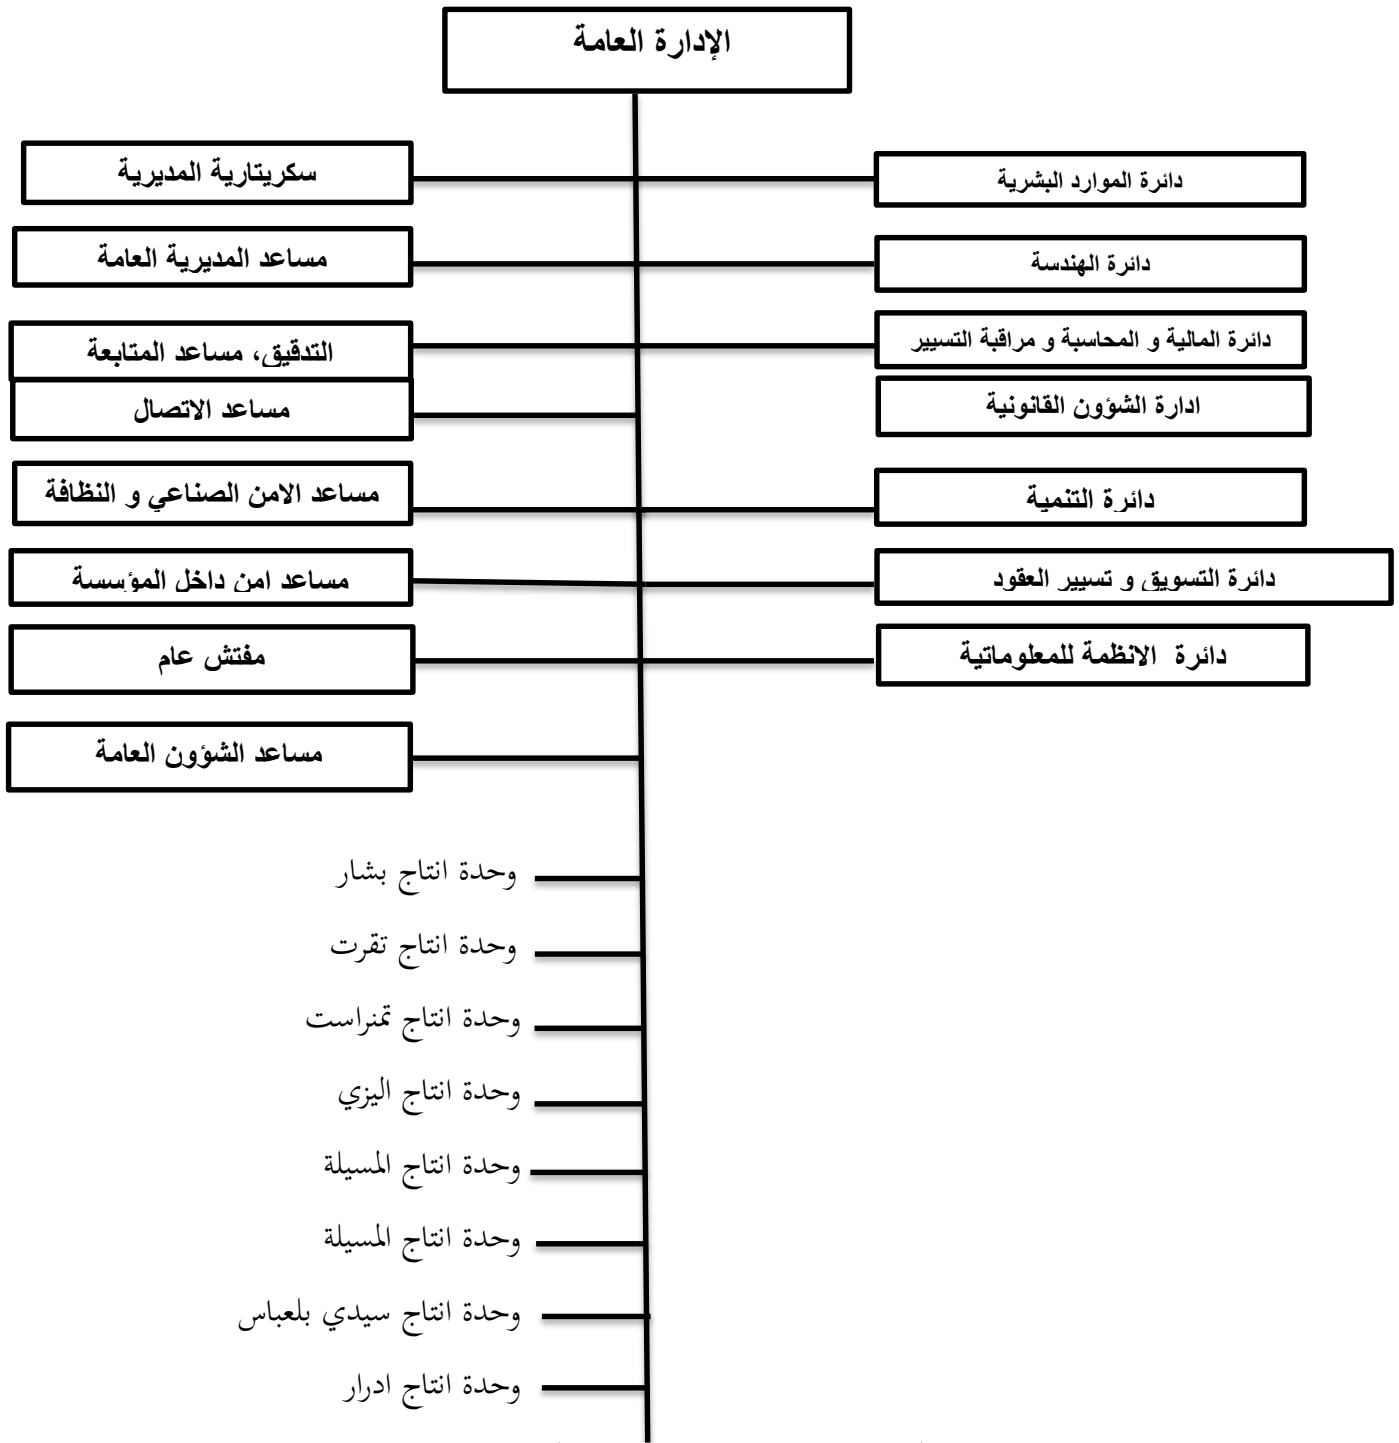 الإدارة العامة
دائرة الموارد البشرية
سكريتارية المديرية
دائرة الهندسة
مساعد المديرية العامة
دائرة المالية و المحاسبة و مراقبة التسيير
التدقيق، مساعد المتابعة
ادارة الشؤون القانونية
مساعد الاتصال
دائرة التنمية
مساعد الامن الصناعي و النظافة
دائرة التسويق و تسيير العقود
مساعد امن داخل المؤسسة
دائرة الانظمة للمعلوماتية
مفتش عام
مساعد الشؤون العامة
وحدة انتاج بشار
وحدة انتاج تقرت
وحدة انتاج تمنراست
وحدة انتاج اليزي
وحدة انتاج المسيلة
وحدة انتاج المسيلة
وحدة انتاج سيدي بلعباس
وحدة انتاج ادرار